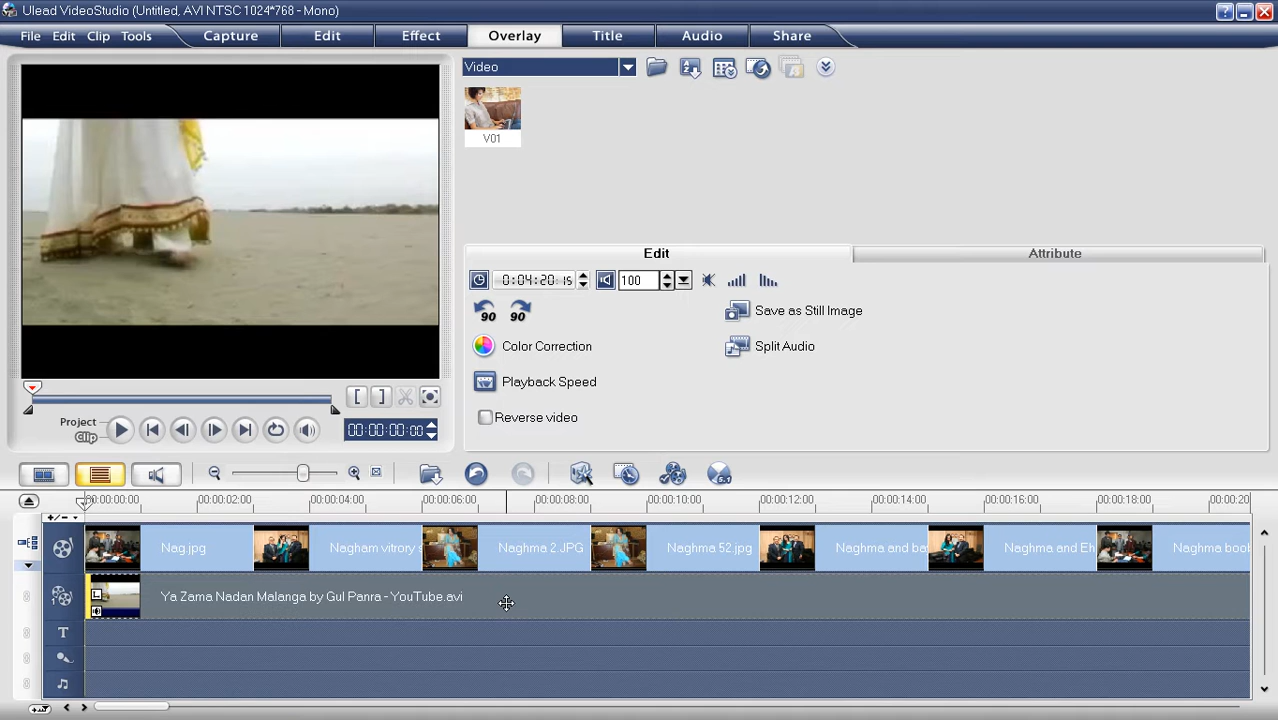 Ulead VideoStudio (Untitled, AVI NTSC 1024*768 - Mono)
File Edit Clip Tools Capture Edit Effect Overlay Title Audio Share
Video
V01
Edit Attribute
0:04:20:15 100
90 90 Save as Still Image
Color Correction Split Audio
Playback Speed
Reverse video
Project
Clip
00:00:00:00
5.1
00:00:00:00 00:00:02:00 00:00:04:00 00:00:06:00 00:00:08:00 00:00:10:00 00:00:12:00 00:00:14:00 00:00:16:00 00:00:18:00 00:00:20
+/-
Nag.jpg Nagham vitrory s Naghma 2.JPG Naghma 52.jpg Naghma and ba Naghma and Eh Naghma bool
L
Ya Zama Nadan Malanga by Gul Panra - YouTube.avi
T